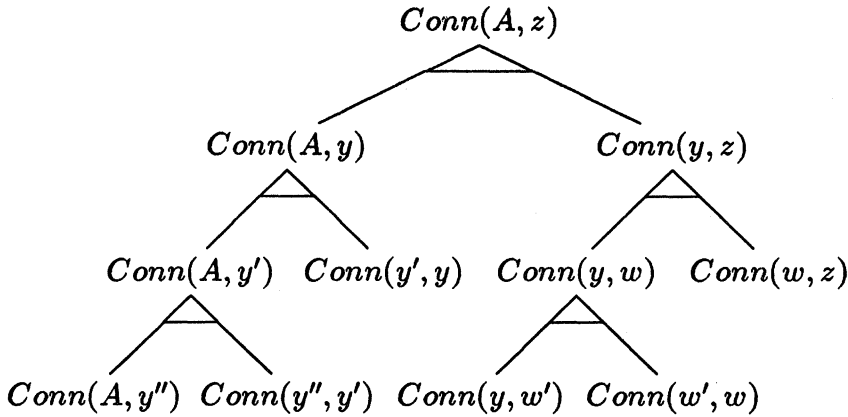 Conn(A, z)
Conn(A, y) Conn(y, z)
Conn(A, y′) Conn(y′, y) Conn(y, w) Conn(w, z)
Conn(A, y″) Conn(y″, y′) Conn(y, w′) Conn(w′, w)